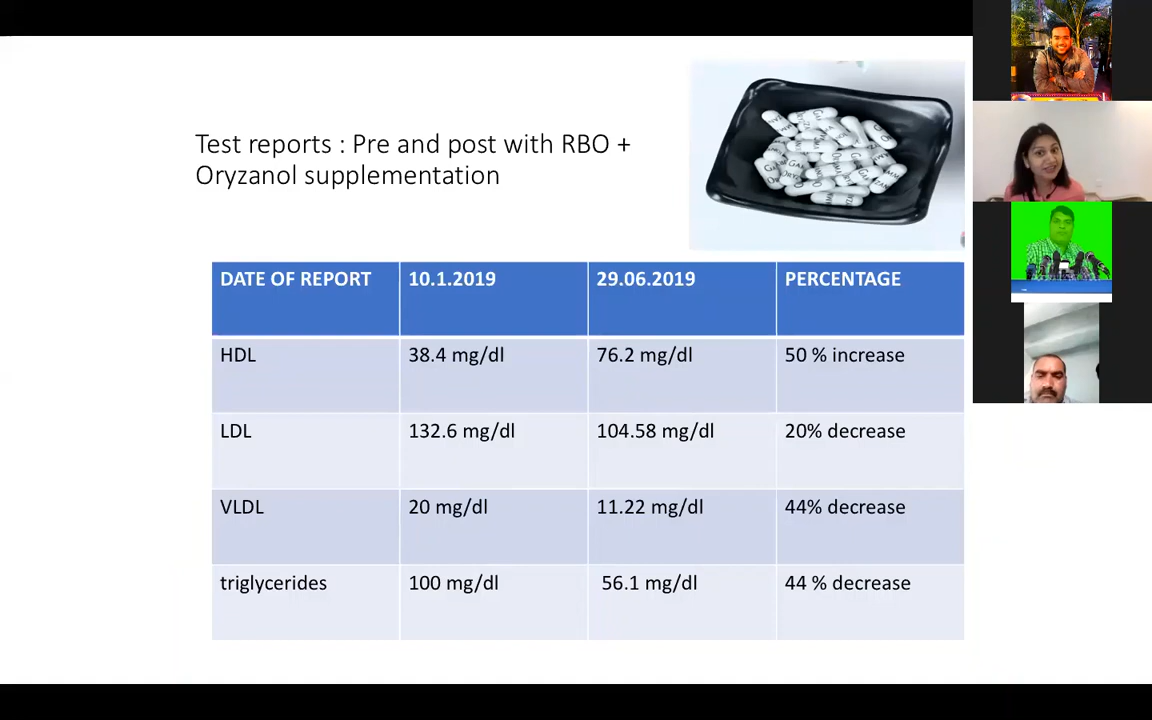 Test reports : Pre and post with RBO +
Oryzanol supplementation
DATE OF REPORT 10.1.2019 29.06.2019 PERCENTAGE
HDL 38.4 mg/dl 76.2 mg/dl 50 % increase
LDL 132.6 mg/dl 104.58 mg/dl 20% decrease
VLDL 20 mg/dl 11.22 mg/dl 44% decrease
triglycerides 100 mg/dl 56.1 mg/dl 44 % decrease